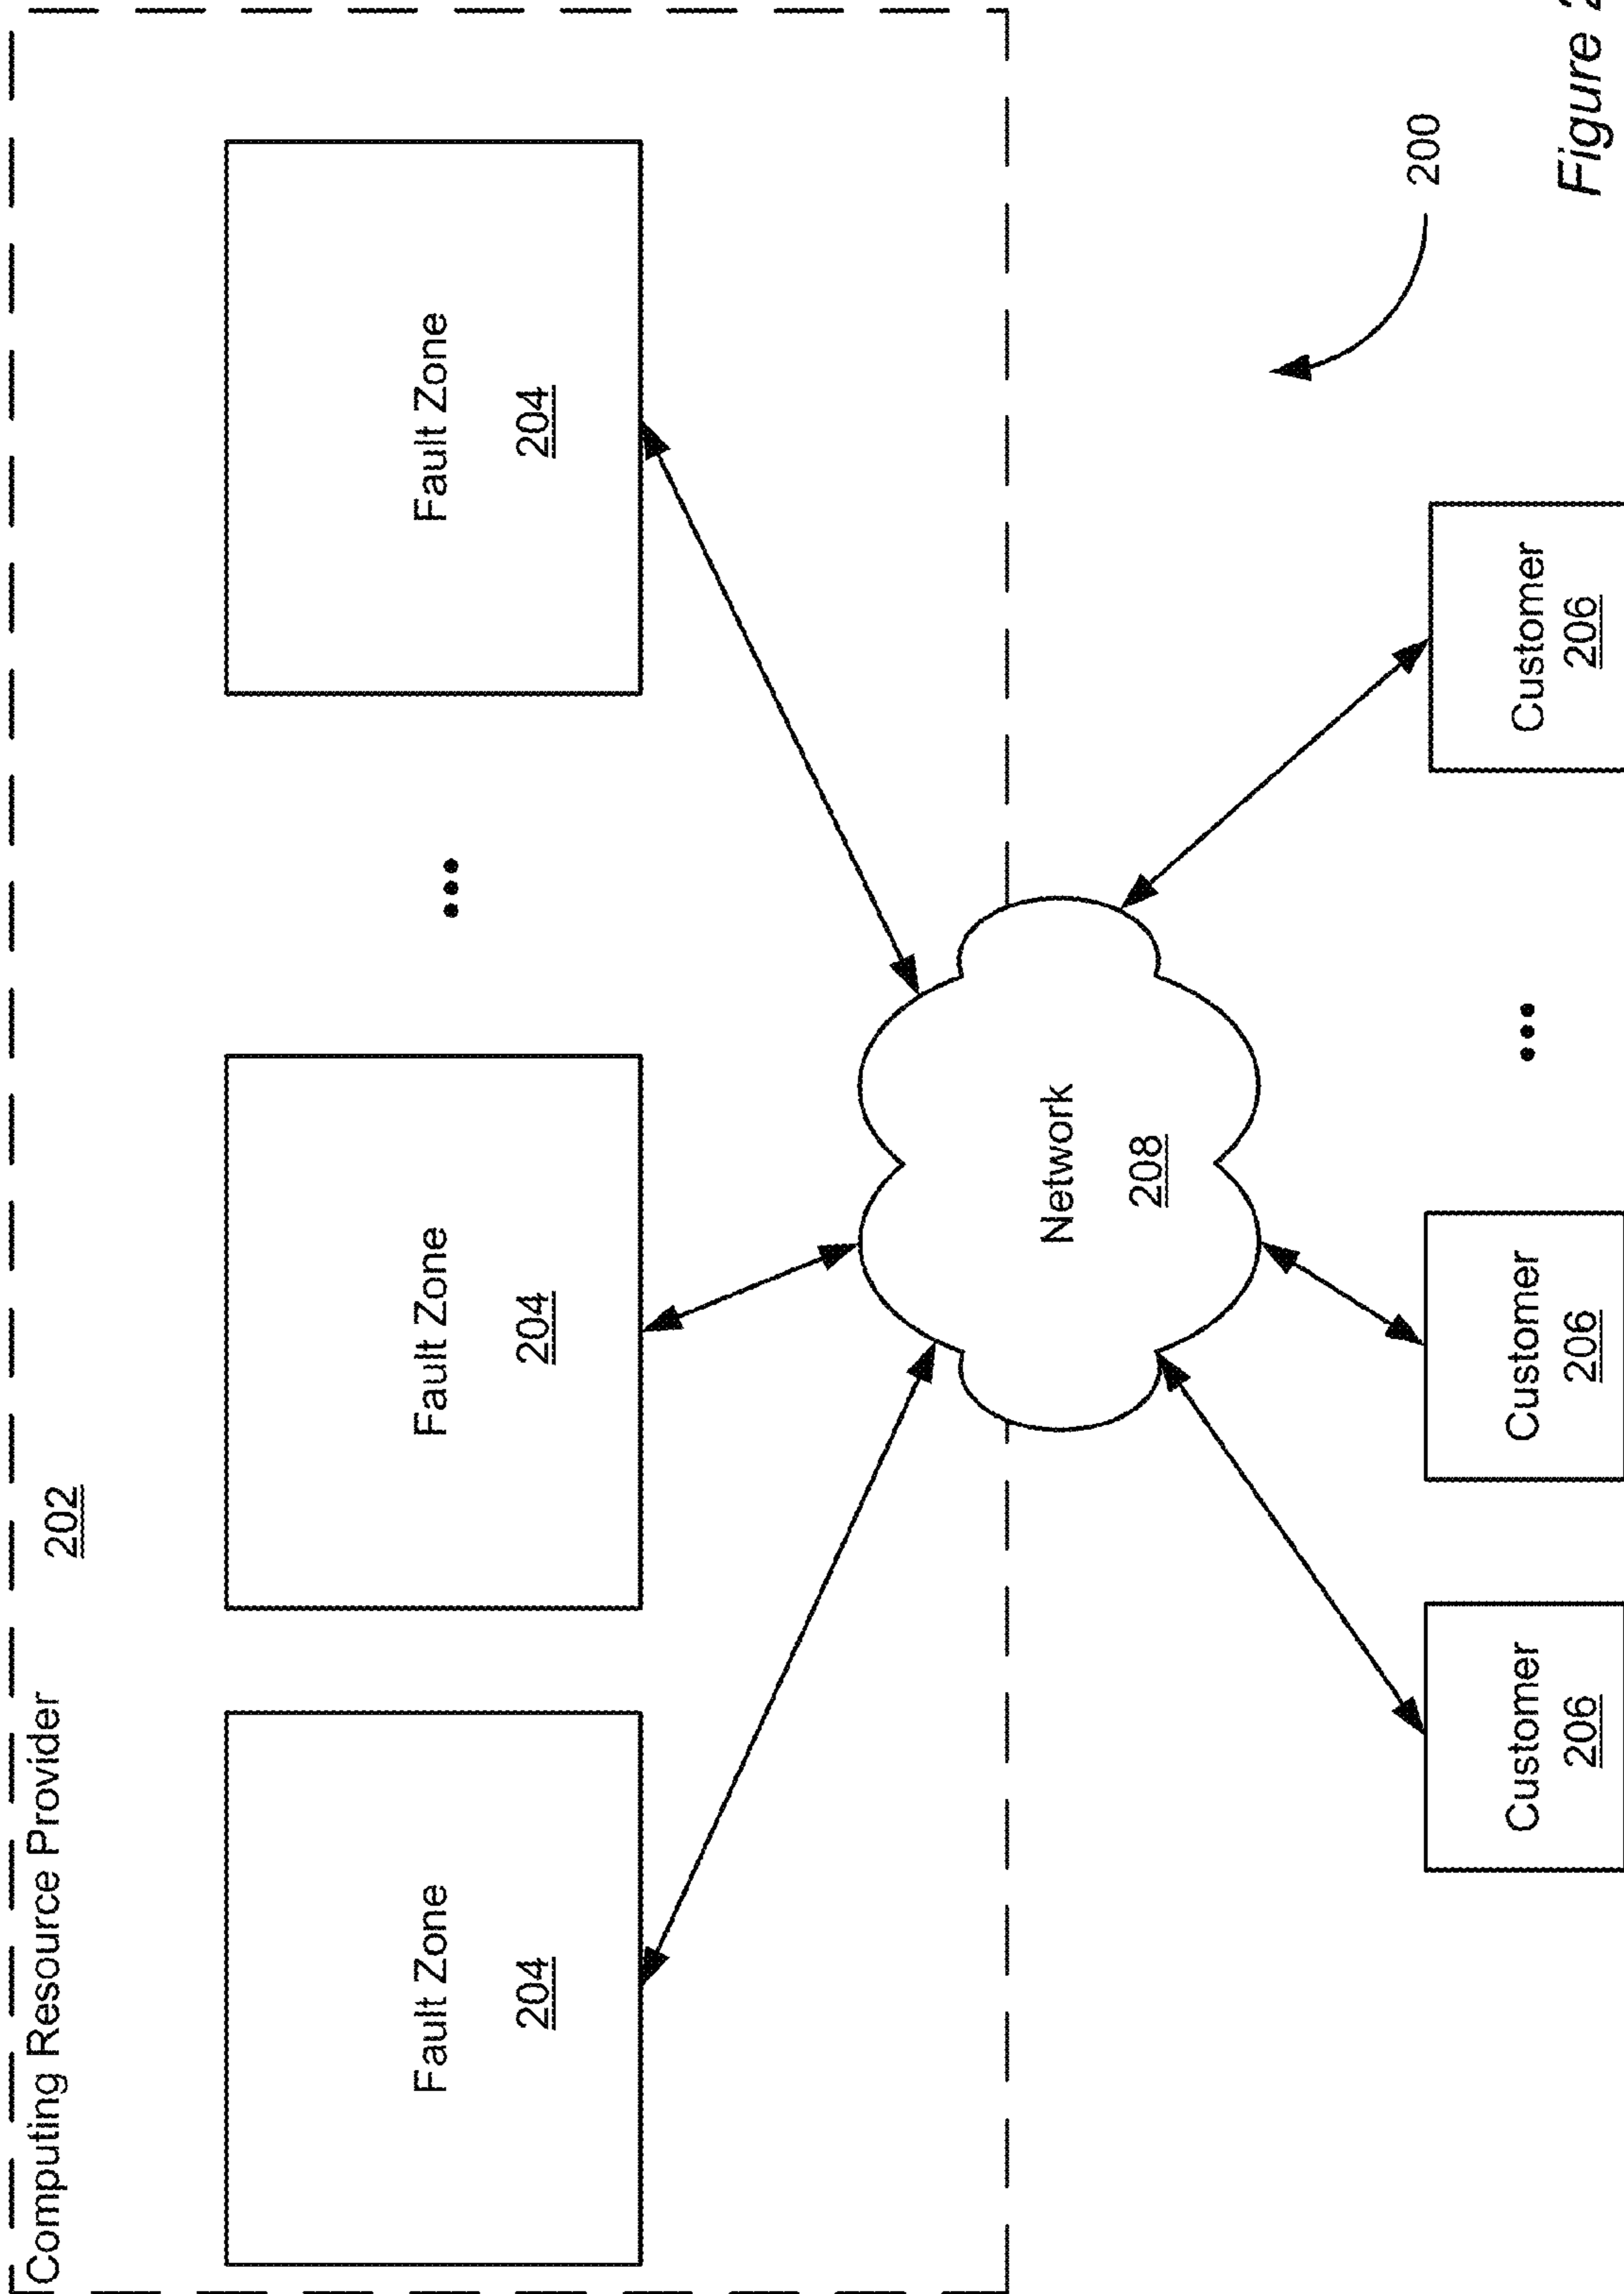 Computing Resource Provider
202
Fault Zone
204
Fault Zone
204
...
Fault Zone
204
Network
208
Customer
206
Customer
206
...
Customer
206
200
Figure 2